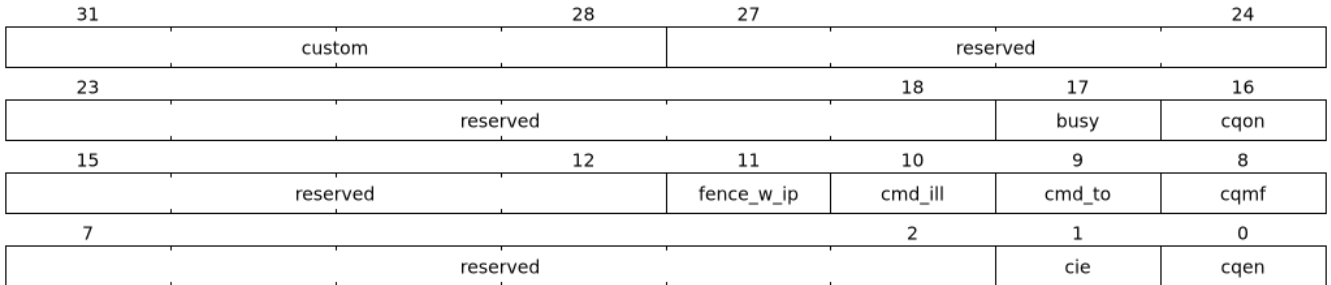 31 28 27 24
custom reserved
23 18 17 16
reserved busy cqon
15 12 11 10 9 8
reserved fence_w_ip cmd_ill cmd_to cqmf
7 2 1 0
reserved cie cqen